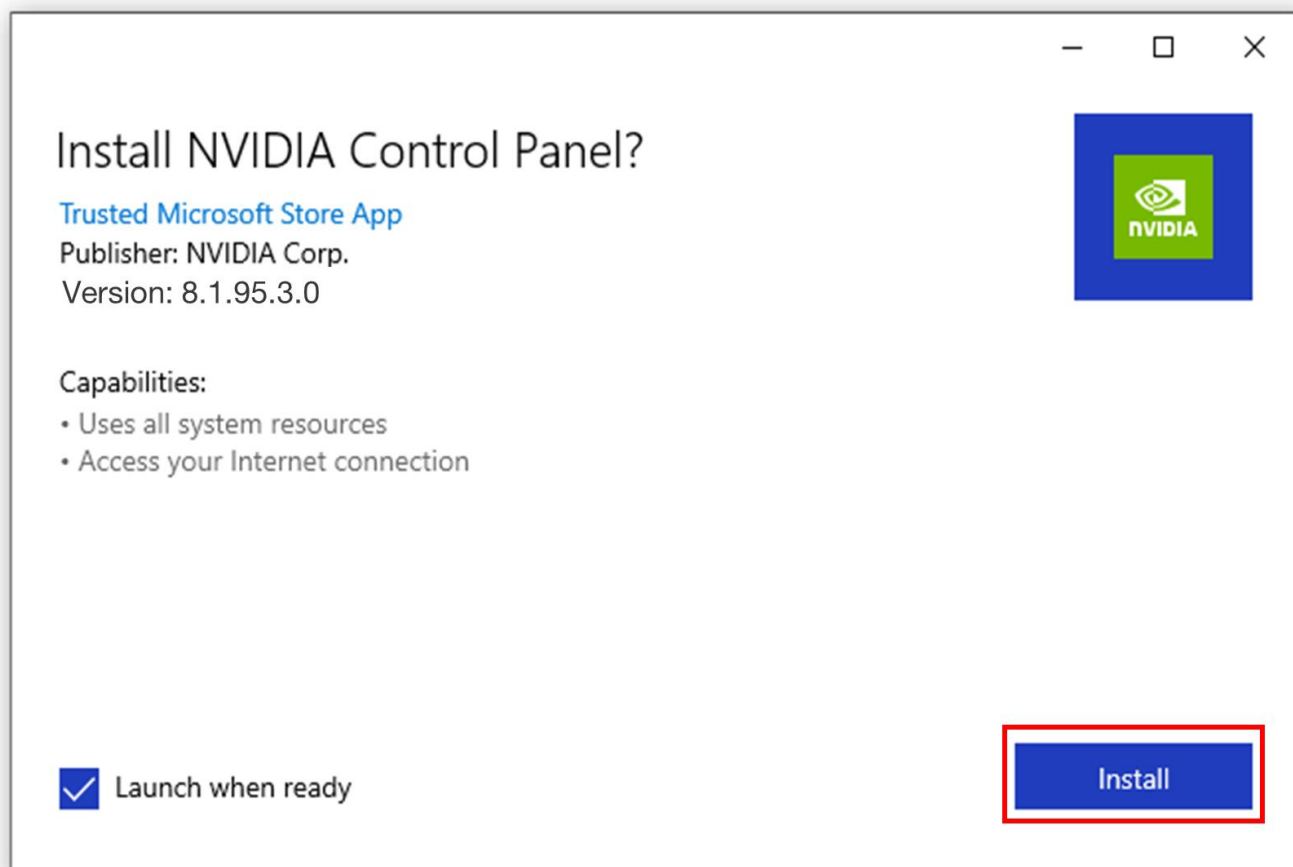 Install NVIDIA Control Panel?
Trusted Microsoft Store App
Publisher: NVIDIA Corp.
Version: 8.1.95.3.0
NVIDIA
Capabilities:
• Uses all system resources
• Access your Internet connection
Launch when ready
Install